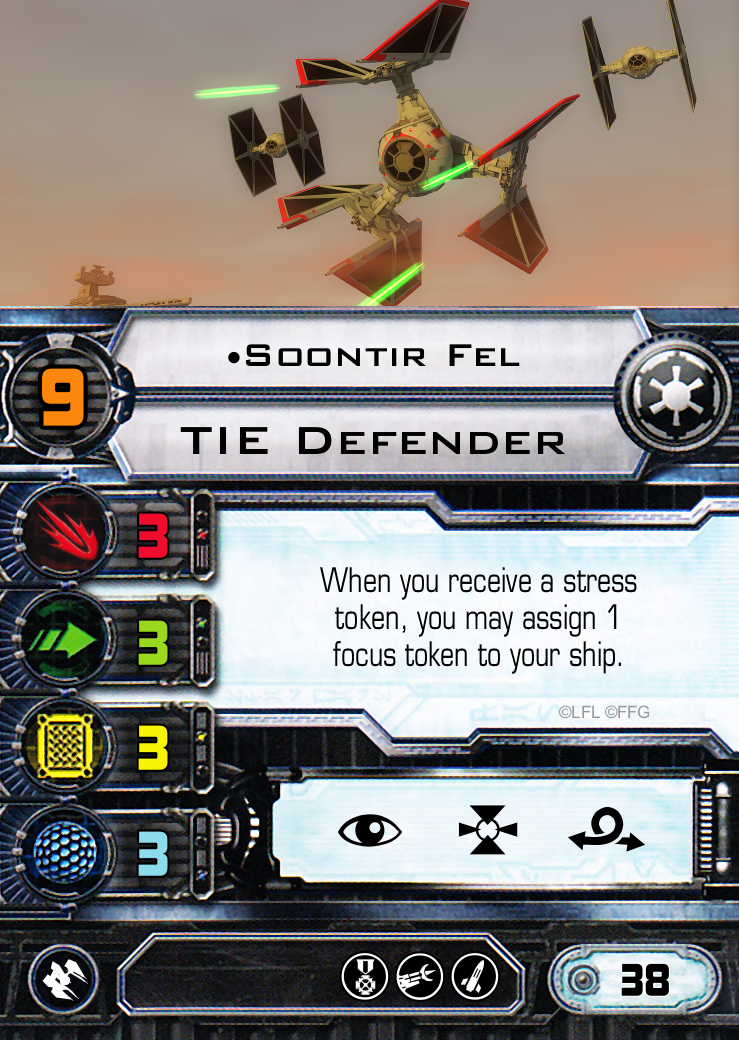 •Soontir Fel
9
TIE Defender
3
When you receive a stress
token, you may assign 1
focus token to your ship.
3
©LFL ©FFG
3
3
38